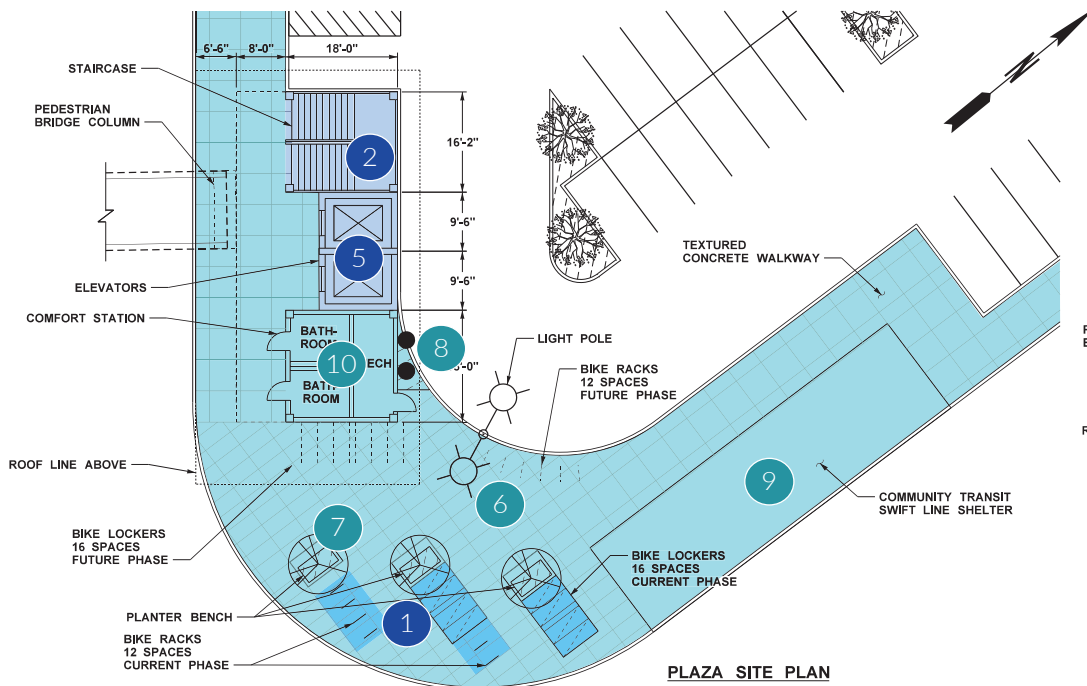 6'-6"
8'-0"
18'-0"
STAIRCASE
PEDESTRIAN
BRIDGE COLUMN
16'-2"
2
N
9'-6"
5
9'-6"
ELEVATORS
TEXTURED
CONCRETE WALKWAY
COMFORT STATION
BATH-
ROOM
10
ECH
BATH
ROOM
8
LIGHT POLE
BIKE RACKS
12 SPACES
FUTURE PHASE
ROOF LINE ABOVE
6
9
COMMUNITY TRANSIT
SWIFT LINE SHELTER
BIKE LOCKERS
16 SPACES
FUTURE PHASE
7
BIKE LOCKERS
16 SPACES
CURRENT PHASE
PLANTER BENCH
1
BIKE RACKS
12 SPACES
CURRENT PHASE
PLAZA SITE PLAN